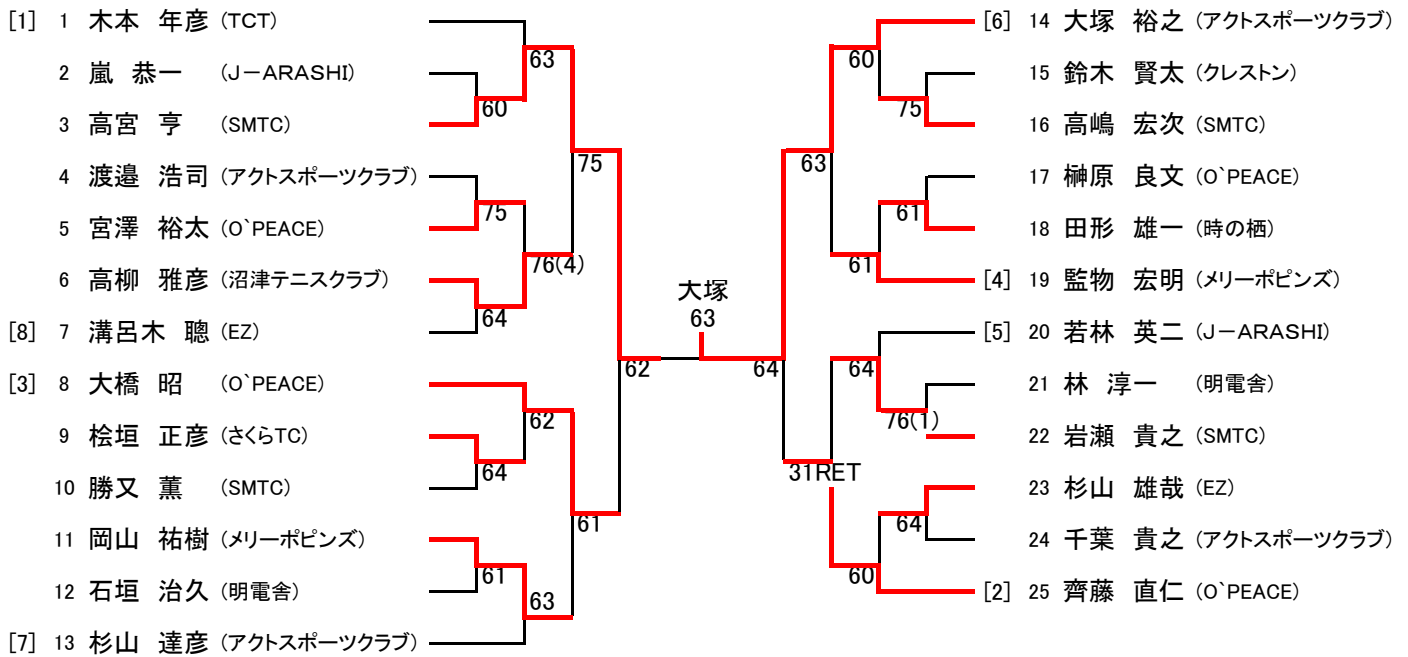 [1] 1 木本 年彦 (TCT)
2 嵐 恭一 (J－ARASHI)
3 高宮 亨 (SMTC)
4 渡邉 浩司 (アクトスポーツクラブ)
5 宮澤 裕太 (O`PEACE)
6 高柳 雅彦 (沼津テニスクラブ)
[8] 7 溝呂木 聰 (EZ)
[3] 8 大橋 昭 (O`PEACE)
9 桧垣 正彦 (さくらTC)
10 勝又 薫 (SMTC)
11 岡山 祐樹 (メリーポピンズ)
12 石垣 治久 (明電舎)
[7] 13 杉山 達彦 (アクトスポーツクラブ)
60
75
64
64
61
63
76(4)
62
63
75
61
62
大塚
63
64
63
31RET
60
61
64
60
75
61
76(1)
64
[6] 14 大塚 裕之 (アクトスポーツクラブ)
15 鈴木 賢太 (クレストン)
16 高嶋 宏次 (SMTC)
17 榊原 良文 (O`PEACE)
18 田形 雄一 (時の栖)
[4] 19 監物 宏明 (メリーポピンズ)
[5] 20 若林 英二 (J－ARASHI)
21 林 淳一 (明電舎)
22 岩瀬 貴之 (SMTC)
23 杉山 雄哉 (EZ)
24 千葉 貴之 (アクトスポーツクラブ)
[2] 25 齊藤 直仁 (O`PEACE)